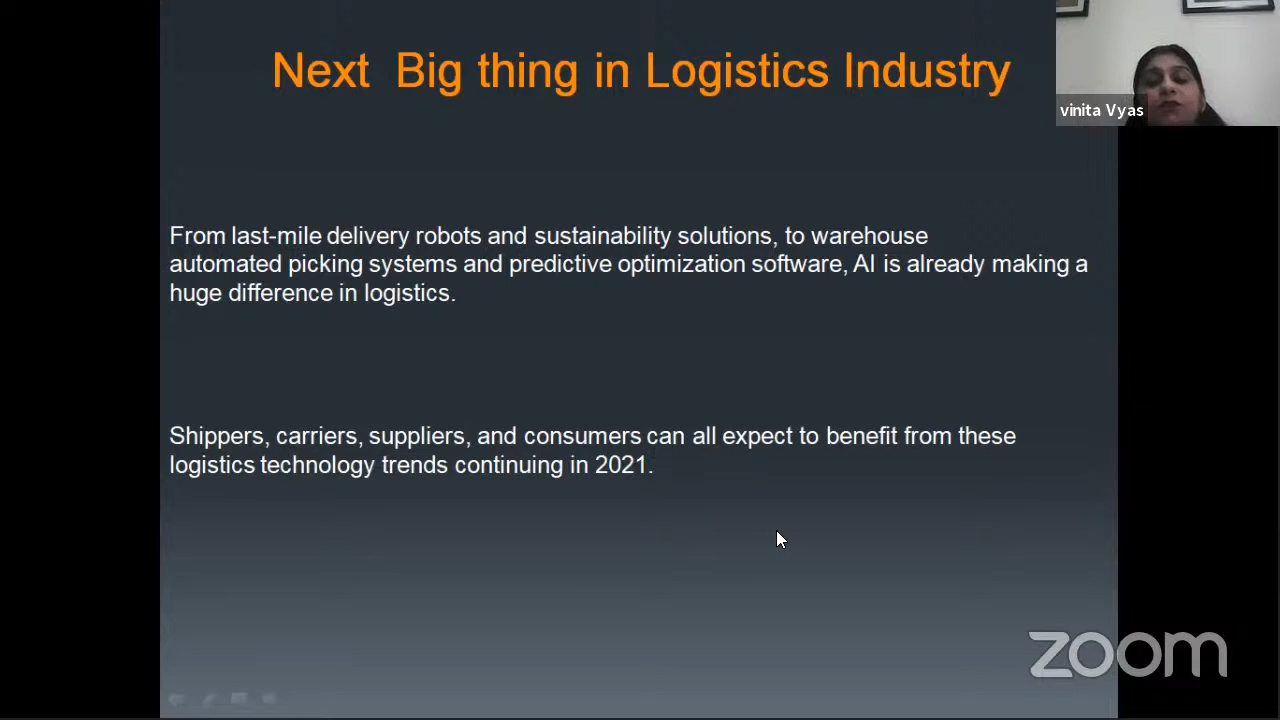 Next  Big thing in Logistics Industry
vinita Vyas
From last-mile delivery robots and sustainability solutions, to warehouse
automated picking systems and predictive optimization software, AI is already making a
huge difference in logistics.
Shippers, carriers, suppliers, and consumers can all expect to benefit from these
logistics technology trends continuing in 2021.
zoom